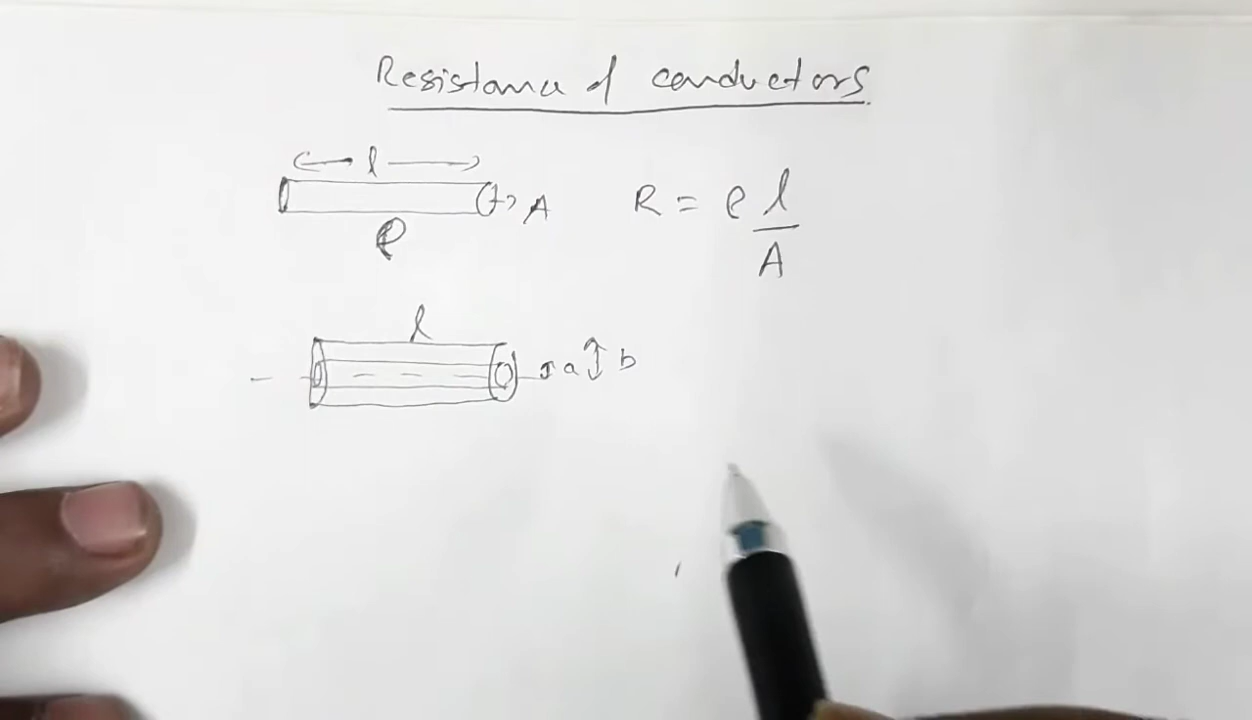 Resistance of conductors
l
A
ρ
R = ρ l/A
l
a b